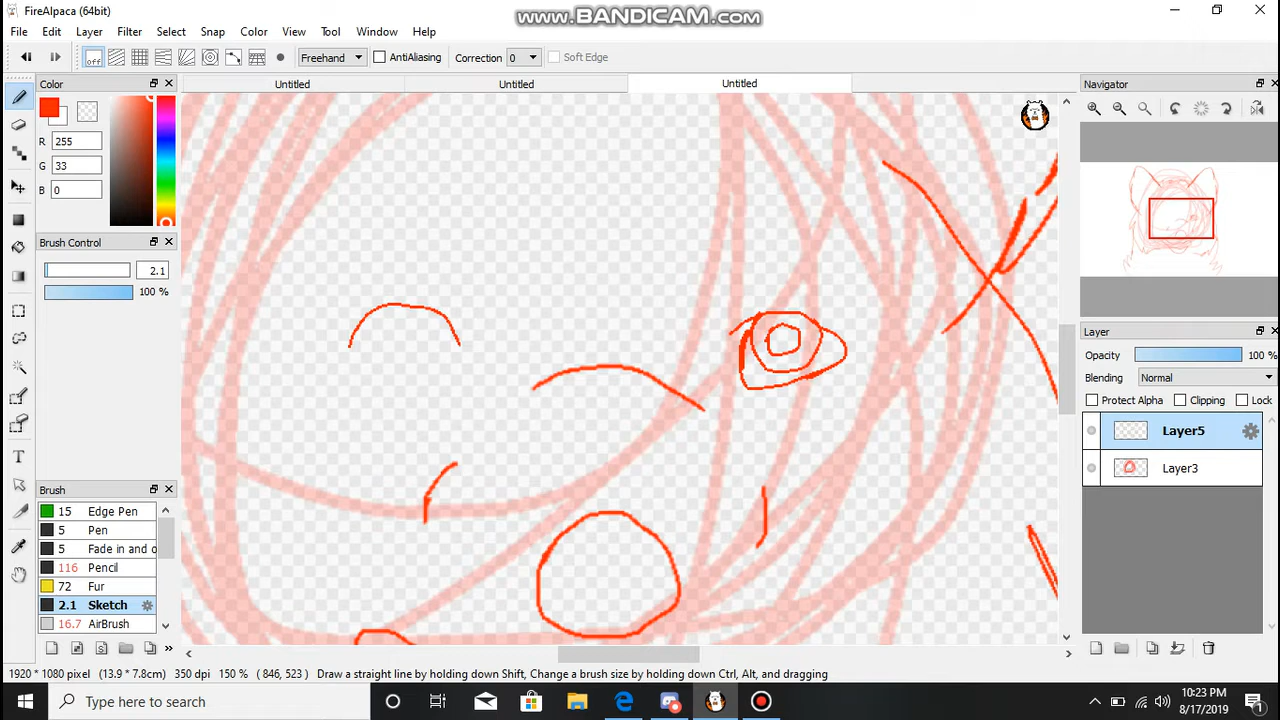 FireAlpaca (64bit)
www.BANDICAM.com
File Edit Layer Filter Select Snap Color View Tool Window Help
off Freehand AntiAliasing Correction 0 Soft Edge
Color
Untitled Untitled Untitled
Navigator
R 255
G 33
B 0
Brush Control
2.1
100 %
Layer
Opacity 100 %
Blending Normal
Protect Alpha Clipping Lock
Layer5
Layer3
Brush
15 Edge Pen
5 Pen
5 Fade in and o
116 Pencil
72 Fur
2.1 Sketch
16.7 AirBrush
1920 * 1080 pixel (13.9 * 7.8cm) 350 dpi 150 % ( 846, 523 ) Draw a straight line by holding down Shift, Change a brush size by holding down Ctrl, Alt, and dragging
Type here to search
10:23 PM
8/17/2019
1